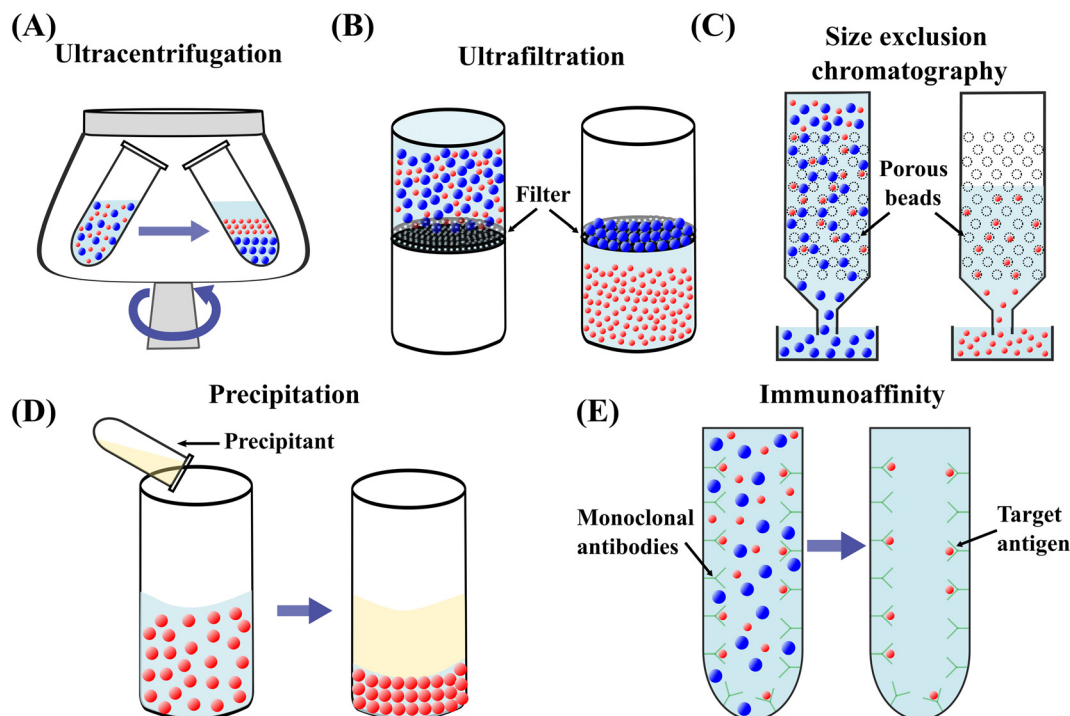 (A)
Ultracentrifugation
(B)
Ultrafiltration
Filter
(C)
Size exclusion
chromatography
Porous
beads
(D)
Precipitation
Precipitant
(E)
Immunoaffinity
Monoclonal
antibodies
Target
antigen